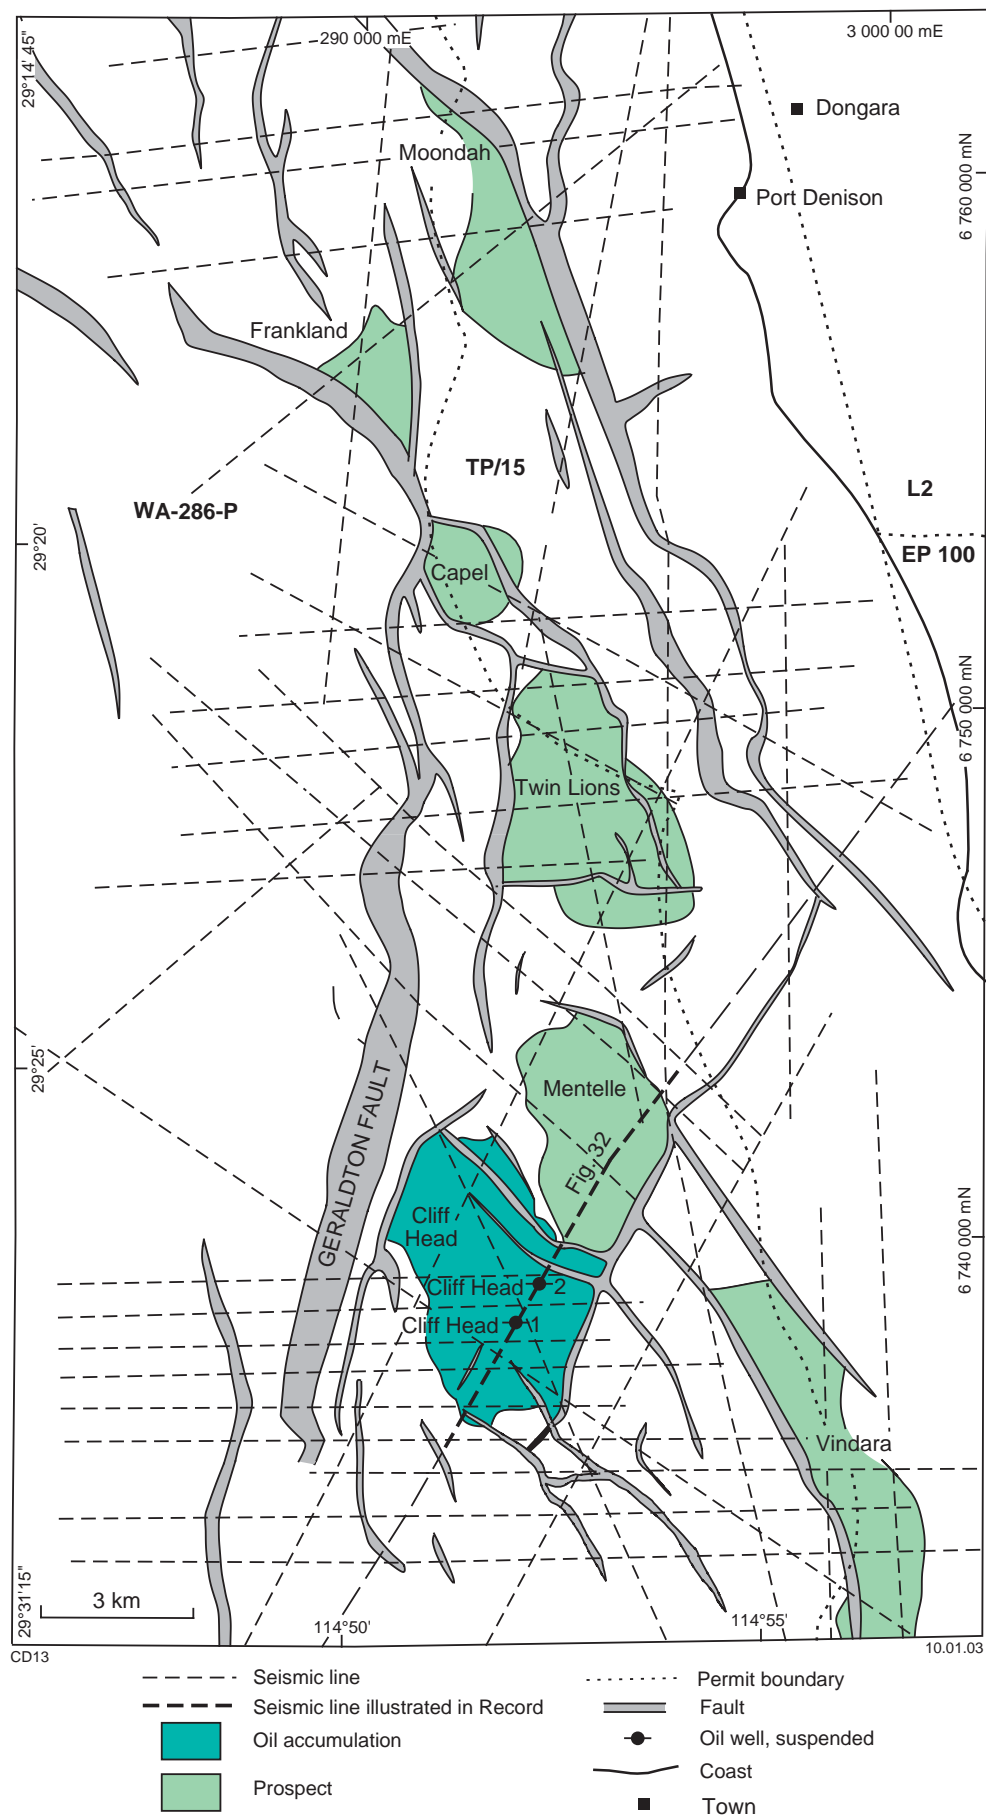 29°14' 45"
290 000 mE
3 000 00 mE
Dongara
Moondah
6 760 000 mN
Port Denison
Frankland
TP/15
L2
WA-286-P
29°20'
EP 100
Capel
6 750 000 mN
Twin Lions
29°25'
Mentelle
GERALDTON FAULT
Fig. 32
Cliff
Head
6 740 000 mN
Cliff Head 2
Cliff Head 1
Vindara
29°31'15"
3 km
114°50'
114°55'
CD13
10.01.03
Seismic line
Permit boundary
Seismic line illustrated in Record
Fault
Oil accumulation
Oil well, suspended
Coast
Prospect
Town